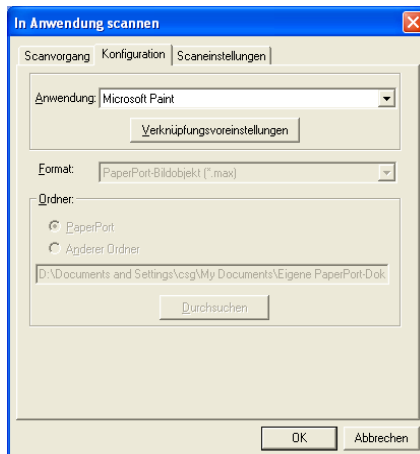 In Anwendung scannen
Scanvorgang Konfiguration Scaneinstellungen
Anwendung: Microsoft Paint
Verknüpfungsvoreinstellungen
Format: PaperPort-Bildobjekt (*.max)
Ordner:
PaperPort
Anderer Ordner
D:\Documents and Settings\csg\My Documents\Eigene PaperPort-Dok
Durchsuchen
OK Abbrechen